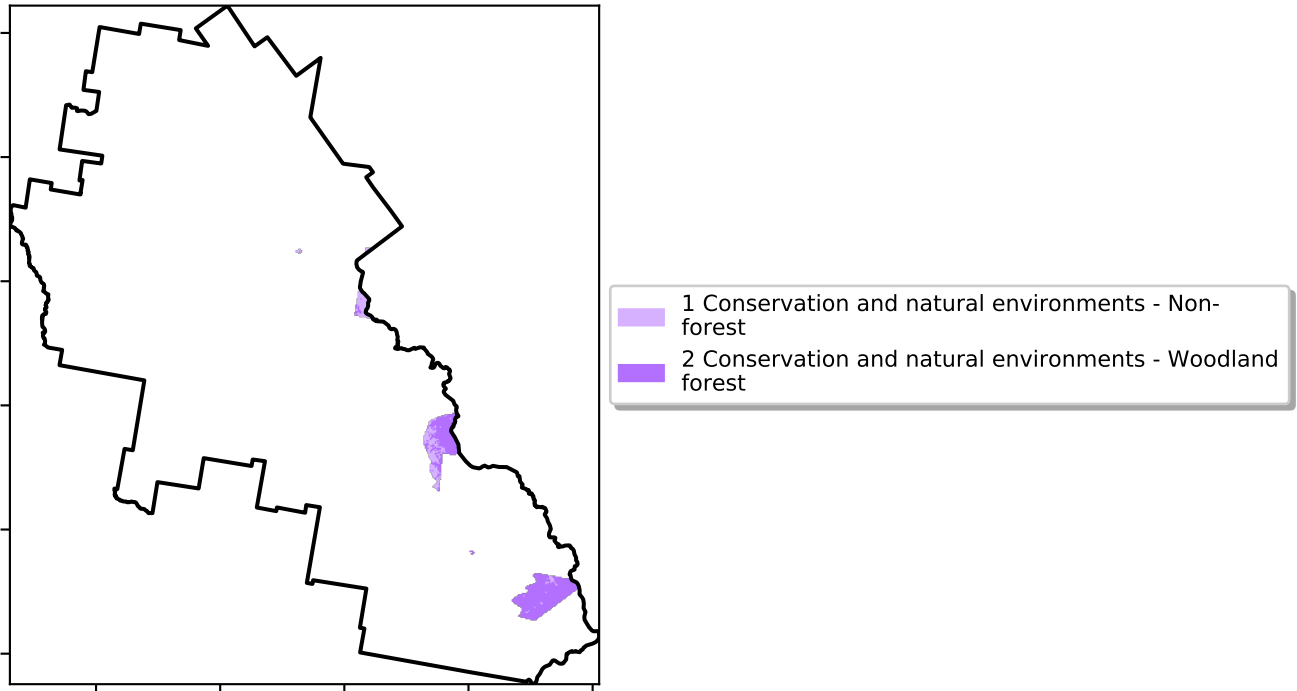 1 Conservation and natural environments - Non-
forest
2 Conservation and natural environments - Woodland
forest